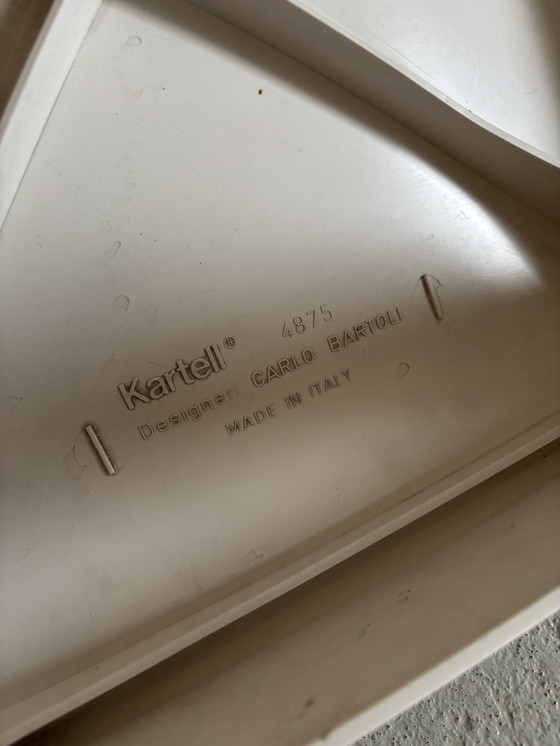 Kartell® 4875
Designer: CARLO BARTOLI
MADE IN ITALY